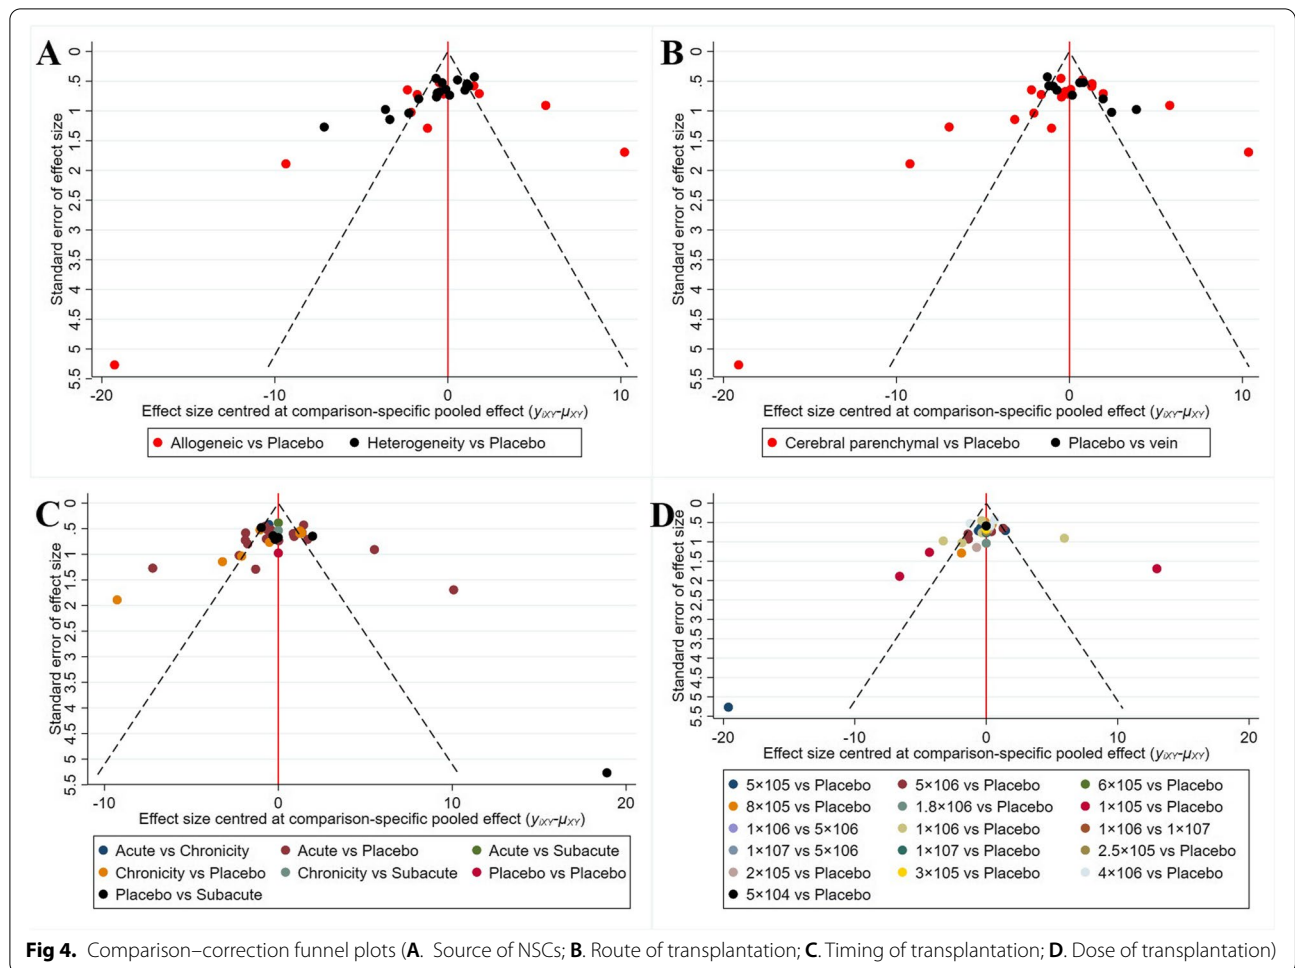 A
Standard error of effect size
0
.5
1
1.5
2
2.5
3
3.5
4
4.5
5
5.5
-20 -10 0 10
Effect size centred at comparison-specific pooled effect (yiXY-μXY)
Allogeneic vs Placebo Heterogeneity vs Placebo
B
Standard error of effect size
0
.5
1
1.5
2
2.5
3
3.5
4
4.5
5
5.5
-20 -10 0 10
Effect size centred at comparison-specific pooled effect (yiXY-μXY)
Cerebral parenchymal vs Placebo Placebo vs vein
C
Standard error of effect size
0
.5
1
1.5
2
2.5
3
3.5
4
4.5
5
5.5
-10 0 10 20
Effect size centred at comparison-specific pooled effect (yiXY-μXY)
Acute vs Chronicity Acute vs Placebo Acute vs Subacute
Chronicity vs Placebo Chronicity vs Subacute Placebo vs Placebo
Placebo vs Subacute
D
Standard error of effect size
0
.5
1
1.5
2
2.5
3
3.5
4
4.5
5
5.5
-20 -10 0 10 20
Effect size centred at comparison-specific pooled effect (yiXY-μXY)
5×105 vs Placebo 5×106 vs Placebo 6×105 vs Placebo
8×105 vs Placebo 1.8×106 vs Placebo 1×105 vs Placebo
1×106 vs 5×106 1×106 vs Placebo 1×106 vs 1×107
1×107 vs 5×106 1×107 vs Placebo 2.5×105 vs Placebo
2×105 vs Placebo 3×105 vs Placebo 4×106 vs Placebo
5×104 vs Placebo
Fig 4. Comparison–correction funnel plots (A. Source of NSCs; B. Route of transplantation; C. Timing of transplantation; D. Dose of transplantation)